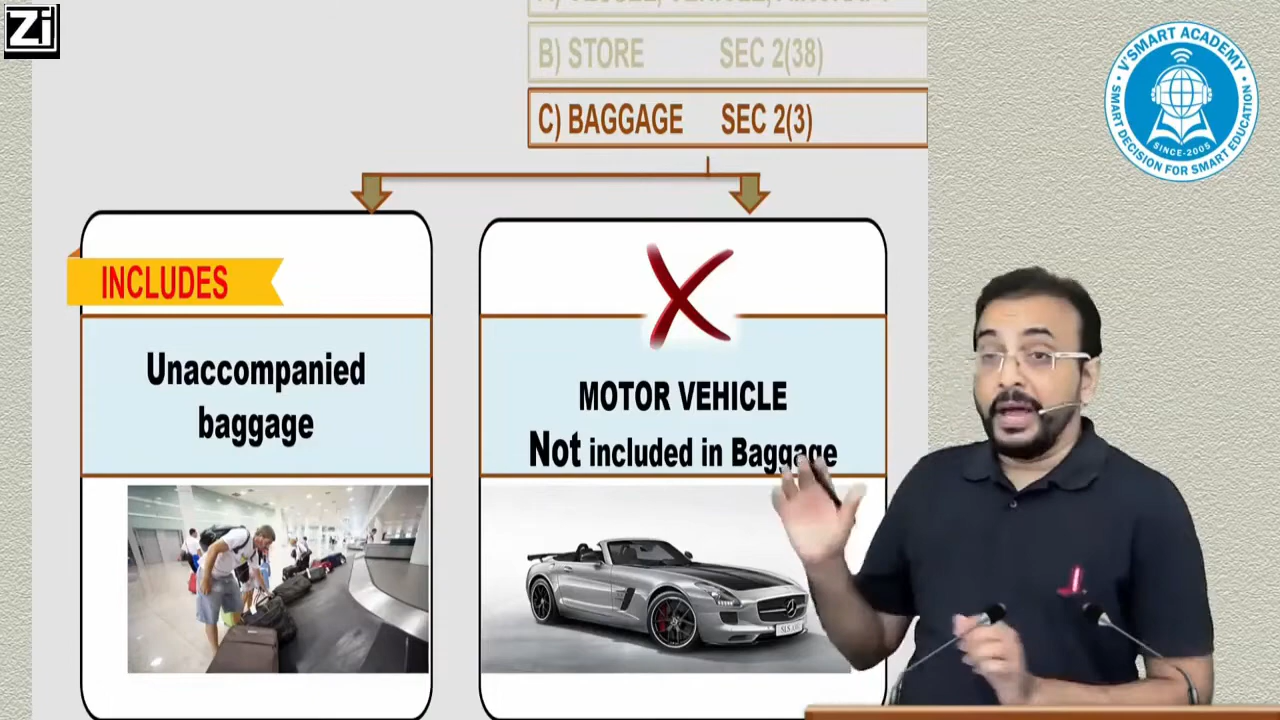 Zi
B) STORE SEC 2(38)
C) BAGGAGE SEC 2(3)
INCLUDES
Unaccompanied
baggage
MOTOR VEHICLE
Not included in Baggage
V'SMART ACADEMY
SINCE-2005
SMART DECISION FOR SMART EDUCATION